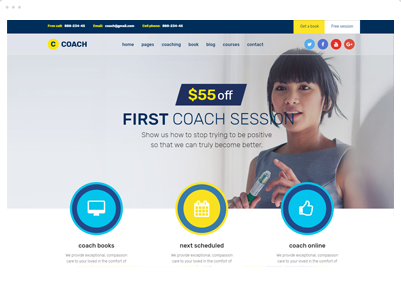 Free call: 800-234-45 Email: coach@gmail.com Cell phone: 800-234-45 Get a book Free session
C COACH home pages coaching book blog courses contact
$55 off
FIRST COACH SESSION
Show us how to stop trying to be positive
so that we can truly become better.
coach books next scheduled coach online
We provide exceptional, compassion We provide exceptional, compassion We provide exceptional, compassion
care to your loved in the comfort of care to your loved in the comfort of care to your loved in the comfort of